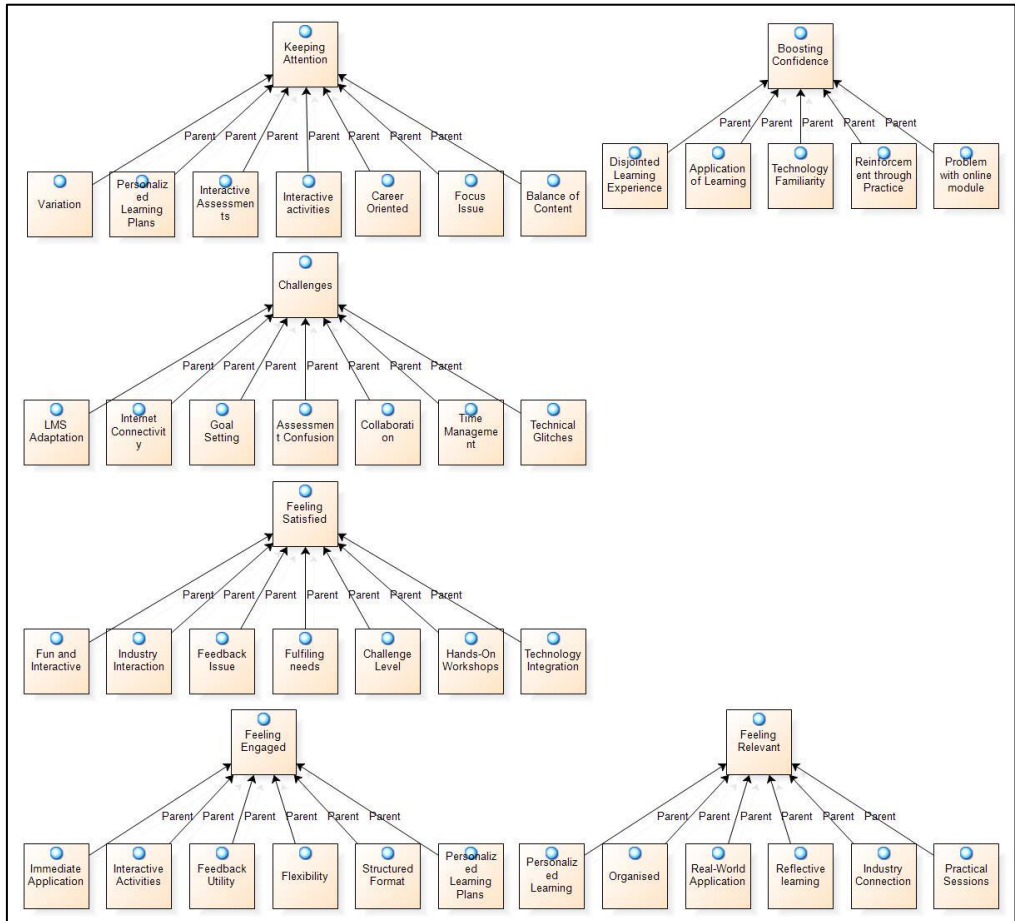 Keeping
Attention
Boosting
Confidence
Parent Parent Parent Parent Parent Parent Parent
Parent Parent Parent Parent Parent
Variation
Personaliz
ed
Learning
Plans
Interactive
Assessment
s
Interactive
activities
Career
Oriented
Focus
Issue
Balance of
Content
Disjointed
Learning
Experience
Application
of Learning
Technology
Familiarity
Reinforcem
ent through
Practice
Problem
with online
module
Challenges
Parent Parent Parent Parent Parent Parent Parent
LMS
Adaptation
Internet
Connectivit
y
Goal
Setting
Assessmen
t Confusion
Collaborati
on
Time
Manageme
nt
Technical
Glitches
Feeling
Satisfied
Parent Parent Parent Parent Parent Parent Parent
Fun and
Interactive
Industry
Interaction
Feedback
Issue
Fulfiling
needs
Challenge
Level
Hands-On
Workshops
Technology
Integration
Feeling
Engaged
Feeling
Relevant
Parent Parent Parent Parent Parent Parent
Parent Parent Parent Parent Parent Parent
Immediate
Application
Interactive
Activities
Feedback
Utility
Flexibility
Structured
Format
Personaliz
ed
Learning
Plans
Personaliz
ed
Learning
Organised
Real-World
Application
Reflective
learning
Industry
Connection
Practical
Sessions